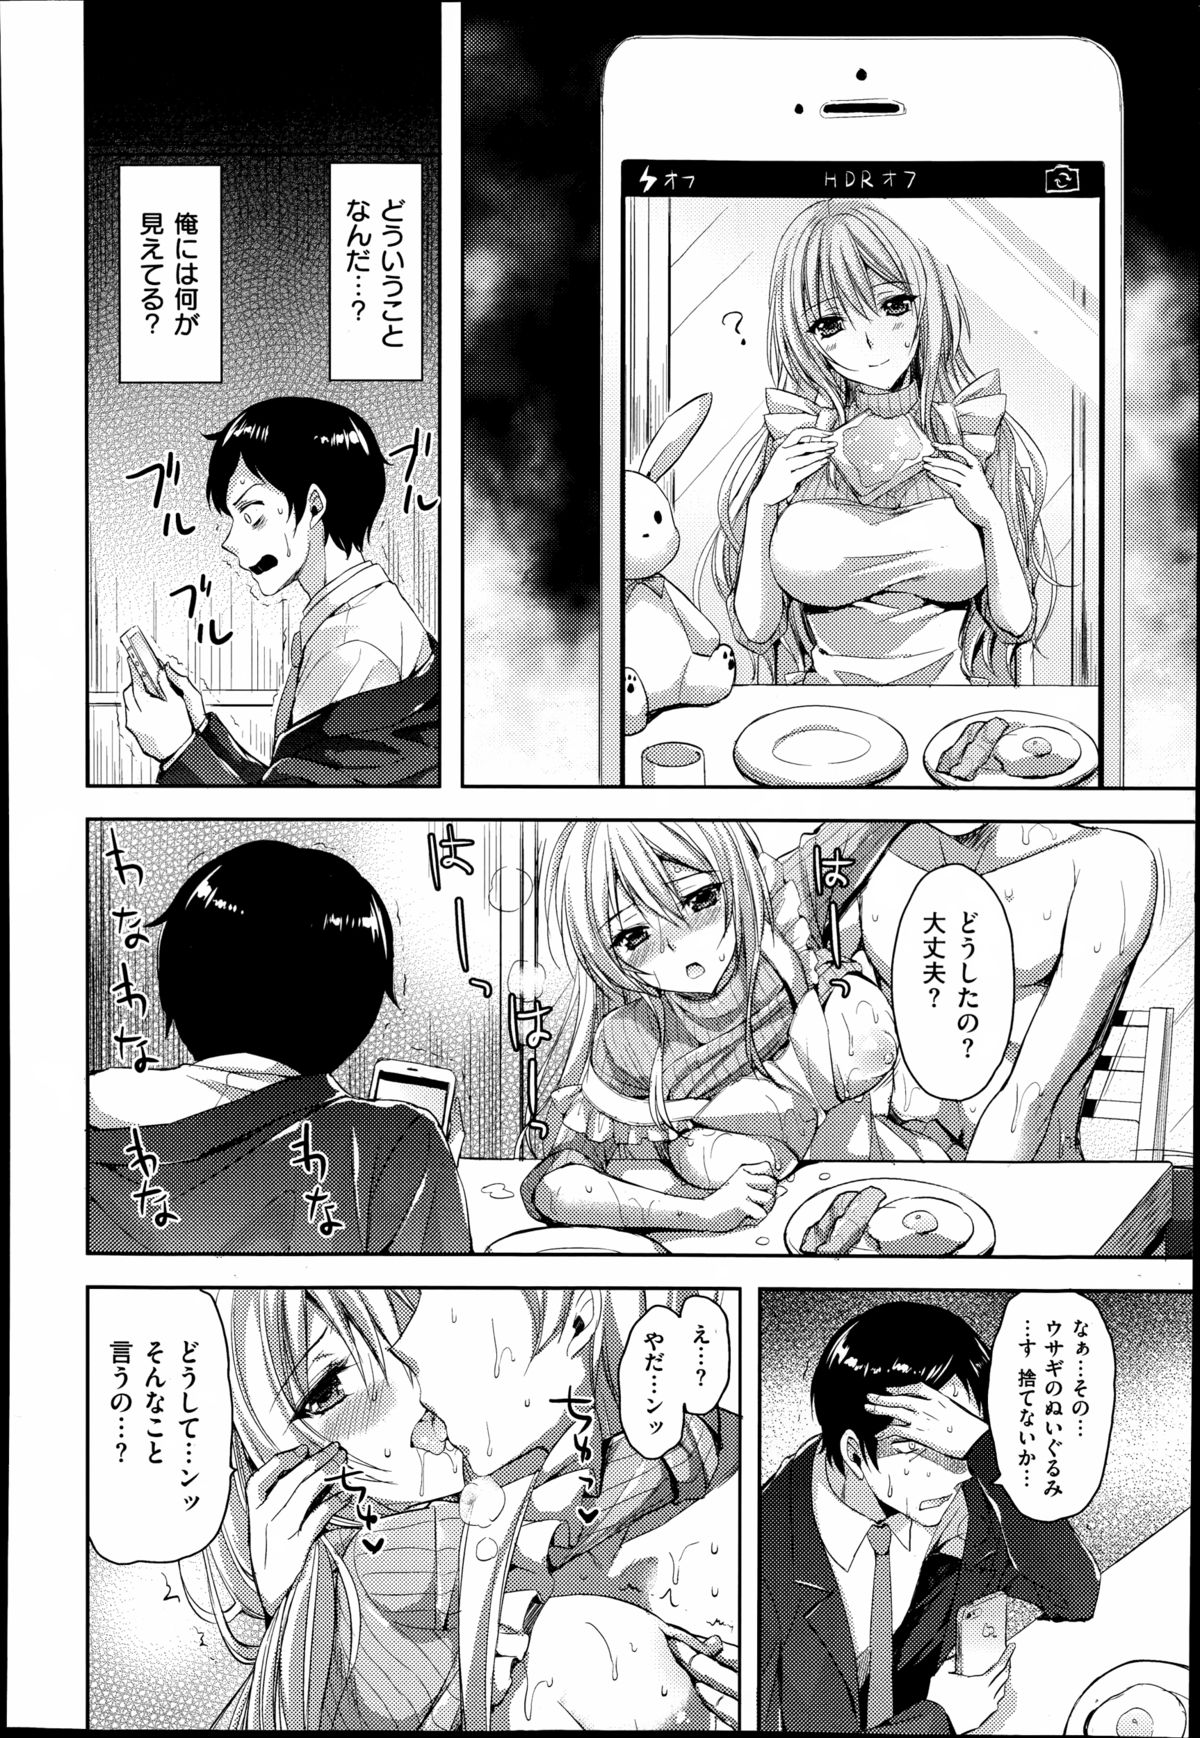 オフ
HDRオフ
?
どういうこと
なんだ…?
俺には何が
見えてる?
ブル
ブル
ブル
ブル
どうしたの?
大丈夫?
はーっ
はーっ
はーっ
わな
わな
わな
わな
なぁ…その…
ウサギのぬいぐるみ
…す 捨てないか…
え…?
やだ…ンッ
ちゅっ♥
ちゅ♥
どうして…ンッ
そんなこと
言うの…?